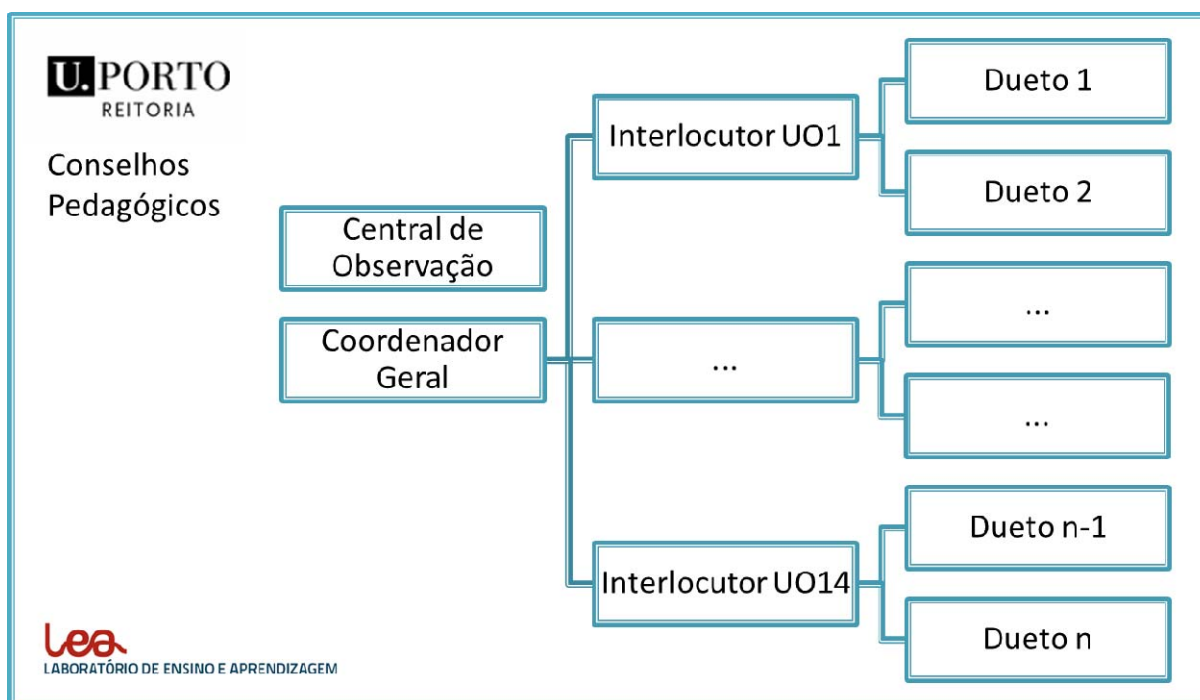 U.PORTO
REITORIA
Conselhos
Pedagógicos
Central de
Observação
Coordenador
Geral
Interlocutor UO1
...
Interlocutor UO14
Dueto 1
Dueto 2
...
...
Dueto n-1
Dueto n
lea
LABORATÓRIO DE ENSINO E APRENDIZAGEM